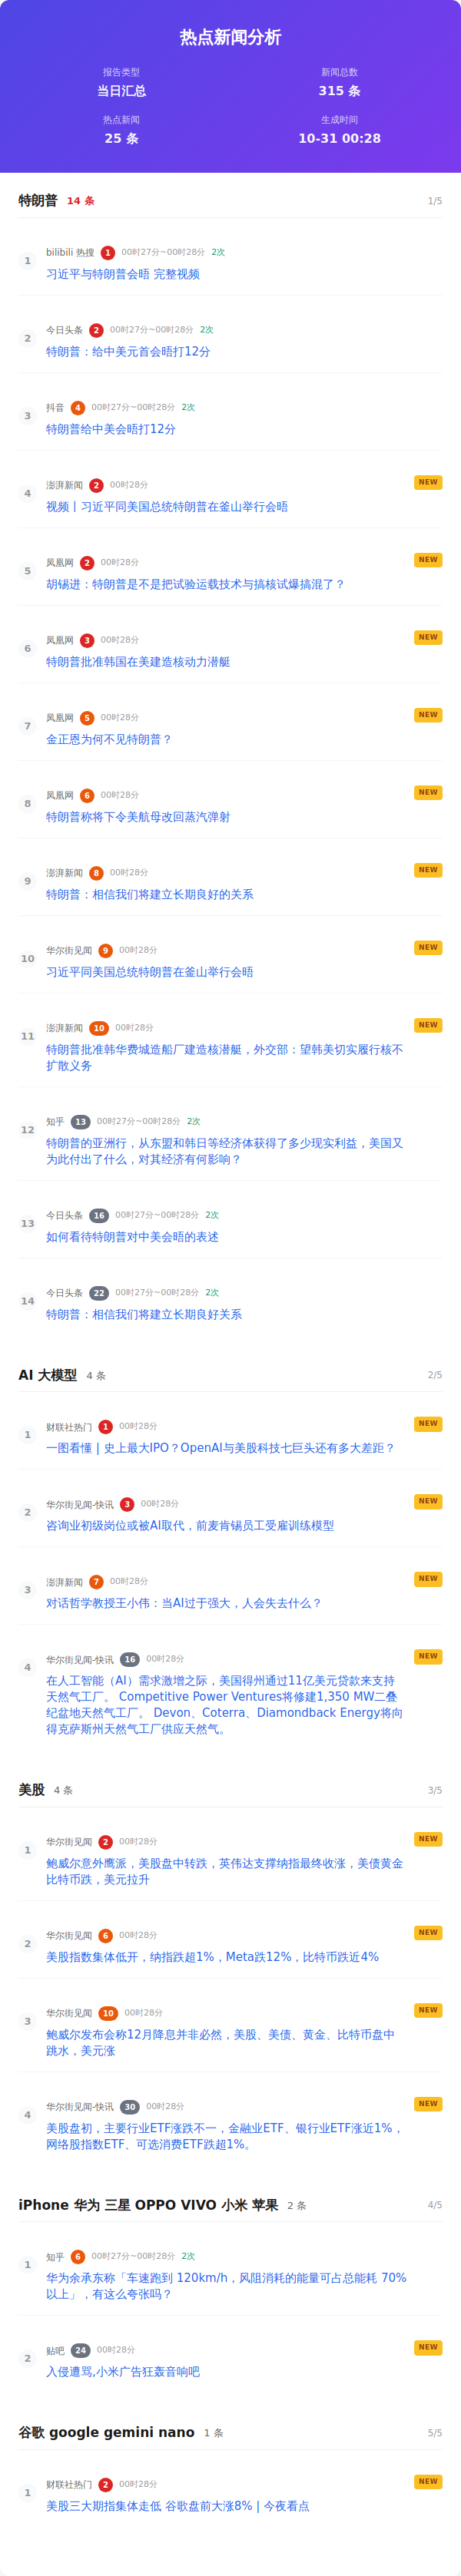 热点新闻分析
报告类型
当日汇总
新闻总数
315 条
热点新闻
25 条
生成时间
10-31 00:28
特朗普 14 条 1/5
1 bilibili 热搜 1 00时27分~00时28分 2次
习近平与特朗普会晤 完整视频
2 今日头条 2 00时27分~00时28分 2次
特朗普：给中美元首会晤打12分
3 抖音 4 00时27分~00时28分 2次
特朗普给中美会晤打12分
4 澎湃新闻 2 00时28分 NEW
视频丨习近平同美国总统特朗普在釜山举行会晤
5 凤凰网 2 00时28分 NEW
胡锡进：特朗普是不是把试验运载技术与搞核试爆搞混了？
6 凤凰网 3 00时28分 NEW
特朗普批准韩国在美建造核动力潜艇
7 凤凰网 5 00时28分 NEW
金正恩为何不见特朗普？
8 凤凰网 6 00时28分 NEW
特朗普称将下令美航母改回蒸汽弹射
9 澎湃新闻 8 00时28分 NEW
特朗普：相信我们将建立长期良好的关系
10 华尔街见闻 9 00时28分 NEW
习近平同美国总统特朗普在釜山举行会晤
11 澎湃新闻 10 00时28分 NEW
特朗普批准韩华费城造船厂建造核潜艇，外交部：望韩美切实履行核不
扩散义务
12 知乎 13 00时27分~00时28分 2次
特朗普的亚洲行，从东盟和韩日等经济体获得了多少现实利益，美国又
为此付出了什么，对其经济有何影响？
13 今日头条 16 00时27分~00时28分 2次
如何看待特朗普对中美会晤的表述
14 今日头条 22 00时27分~00时28分 2次
特朗普：相信我们将建立长期良好关系
AI 大模型 4 条 2/5
1 财联社热门 1 00时28分 NEW
一图看懂 | 史上最大IPO？OpenAI与美股科技七巨头还有多大差距？
2 华尔街见闻-快讯 3 00时28分 NEW
咨询业初级岗位或被AI取代，前麦肯锡员工受雇训练模型
3 澎湃新闻 7 00时28分 NEW
对话哲学教授王小伟：当AI过于强大，人会失去什么？
4 华尔街见闻-快讯 16 00时28分 NEW
在人工智能（AI）需求激增之际，美国得州通过11亿美元贷款来支持
天然气工厂。 Competitive Power Ventures将修建1,350 MW二叠
纪盆地天然气工厂。 Devon、Coterra、Diamondback Energy将向
得克萨斯州天然气工厂供应天然气。
美股 4 条 3/5
1 华尔街见闻 2 00时28分 NEW
鲍威尔意外鹰派，美股盘中转跌，英伟达支撑纳指最终收涨，美债黄金
比特币跌，美元拉升
2 华尔街见闻 6 00时28分 NEW
美股指数集体低开，纳指跌超1%，Meta跌12%，比特币跌近4%
3 华尔街见闻 10 00时28分 NEW
鲍威尔发布会称12月降息并非必然，美股、美债、黄金、比特币盘中
跳水，美元涨
4 华尔街见闻-快讯 30 00时28分 NEW
美股盘初，主要行业ETF涨跌不一，金融业ETF、银行业ETF涨近1%，
网络股指数ETF、可选消费ETF跌超1%。
iPhone 华为 三星 OPPO VIVO 小米 苹果 2 条 4/5
1 知乎 6 00时27分~00时28分 2次
华为余承东称「车速跑到 120km/h，风阻消耗的能量可占总能耗 70%
以上」，有这么夸张吗？
2 贴吧 24 00时28分 NEW
入侵遭骂,小米广告狂轰音响吧
谷歌 google gemini nano 1 条 5/5
1 财联社热门 2 00时28分 NEW
美股三大期指集体走低 谷歌盘前大涨8% | 今夜看点